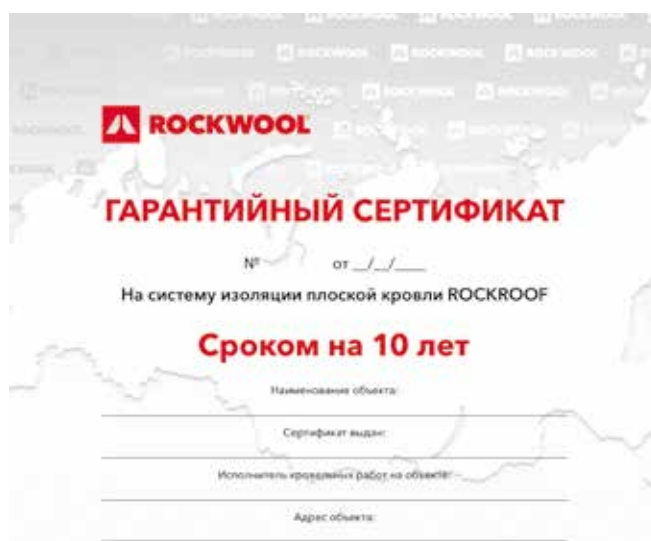 ROCKWOOL
ГАРАНТИЙНЫЙ СЕРТИФИКАТ
№ от __/__/____
На систему изоляции плоской кровли ROCKROOF
Сроком на 10 лет
Наименование объекта:
Сертификат выдан:
Исполнитель кровельных работ на объекте:
Адрес объекта: